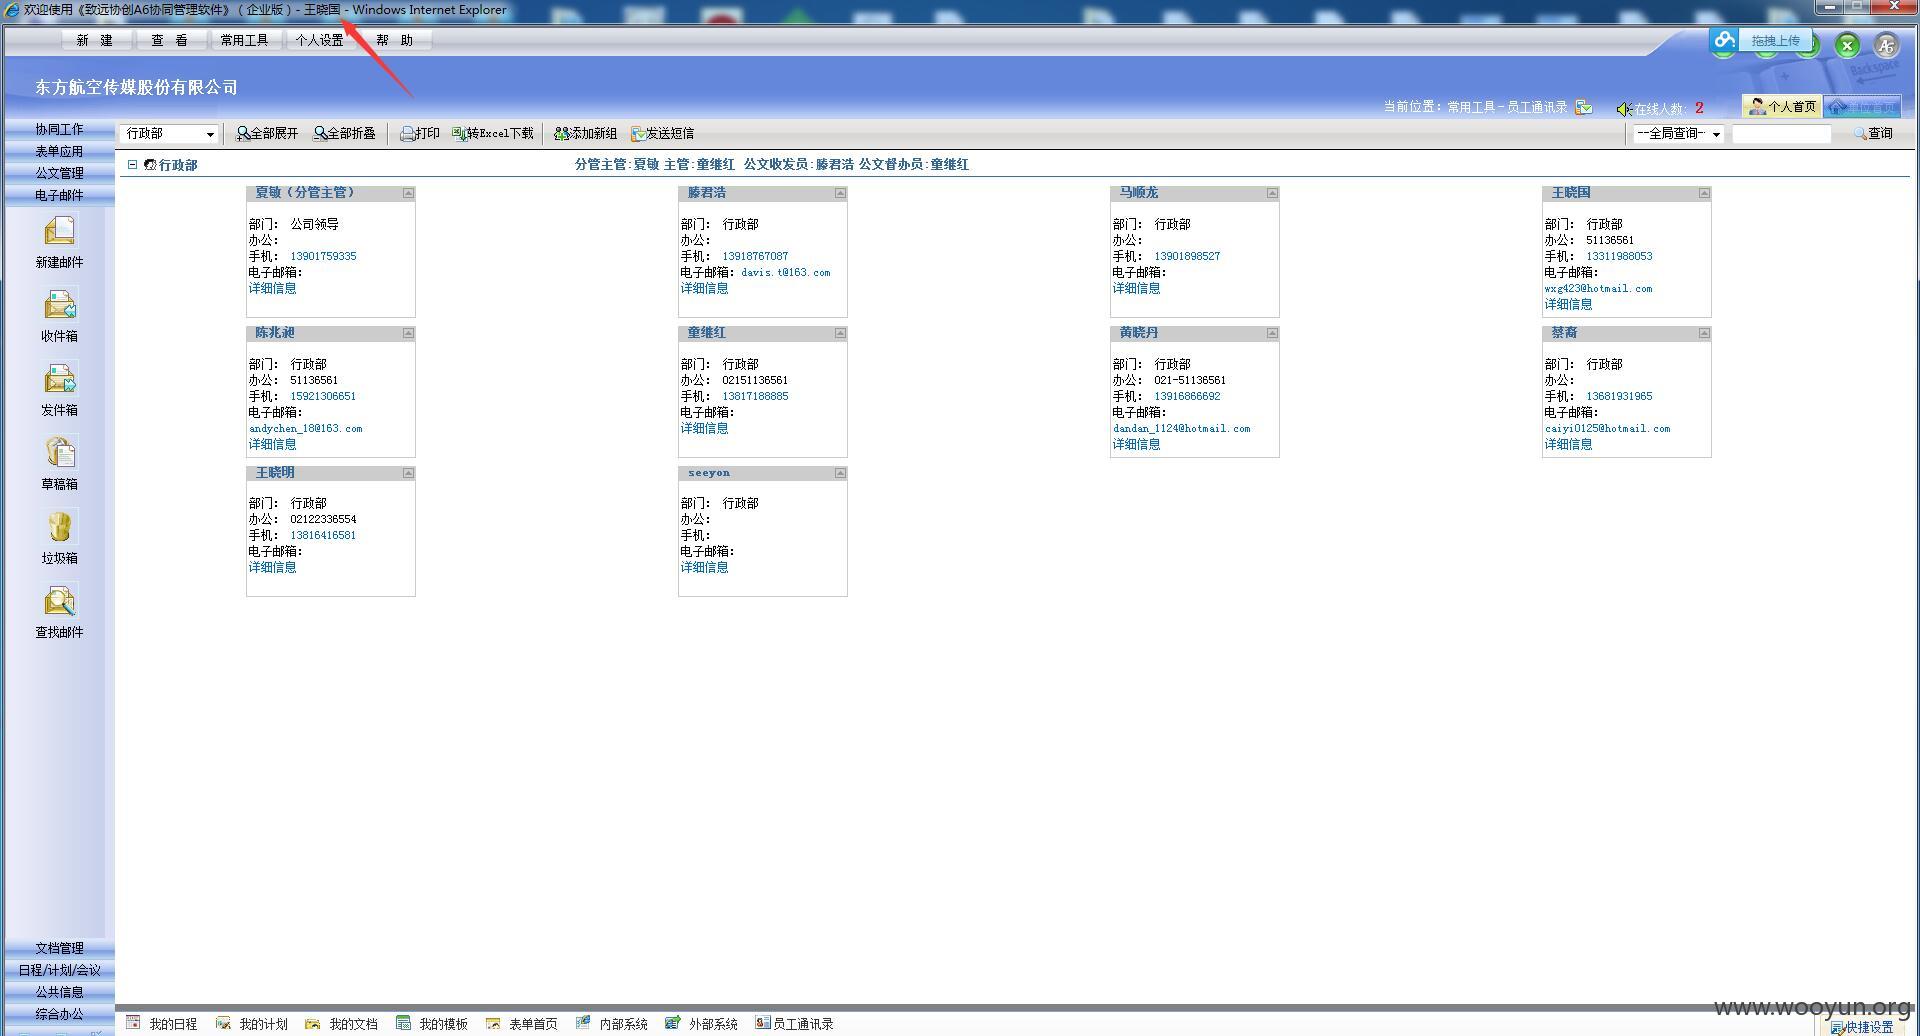 欢迎使用《致远协创A6协同管理软件》（企业版）- 王晓国 - Windows Internet Explorer
新 建 查 看 常用工具 个人设置 帮 助
拖拽上传
东方航空传媒股份有限公司
Backspace
当前位置: 常用工具-员工通讯录 在线人数: 2 个人首页 单位首页
协同工作
表单应用
公文管理
电子邮件
新建邮件
收件箱
发件箱
草稿箱
垃圾箱
查找邮件
文档管理
日程/计划/会议
公共信息
综合办公
行政部 全部展开 全部折叠 打印 转Excel下载 添加新组 发送短信 --全局查询- 查询
行政部 分管主管:夏敏 主管:童继红 公文收发员:滕君浩 公文督办员:童继红
夏敏（分管主管）
部门: 公司领导
办公:
手机: 13901759335
电子邮箱:
详细信息
滕君浩
部门: 行政部
办公:
手机: 13918767087
电子邮箱: davis.t@163.com
详细信息
马顺龙
部门: 行政部
办公:
手机: 13901898527
电子邮箱:
详细信息
王晓国
部门: 行政部
办公: 51136561
手机: 13311988053
电子邮箱:
wxg423@hotmail.com
详细信息
陈兆昶
部门: 行政部
办公: 51136561
手机: 15921306651
电子邮箱:
andychen_18@163.com
详细信息
童继红
部门: 行政部
办公: 02151136561
手机: 13817188885
电子邮箱:
详细信息
黄晓丹
部门: 行政部
办公: 021-51136561
手机: 13916866692
电子邮箱:
dandan_1124@hotmail.com
详细信息
蔡裔
部门: 行政部
办公:
手机: 13681931965
电子邮箱:
caiyi0125@hotmail.com
详细信息
王晓明
部门: 行政部
办公: 02122336554
手机: 13816416581
电子邮箱:
详细信息
seeyon
部门: 行政部
办公:
手机:
电子邮箱:
详细信息
我的日程 我的计划 我的文档 我的模板 表单首页 内部系统 外部系统 员工通讯录
www.wooyun.org
快捷设置